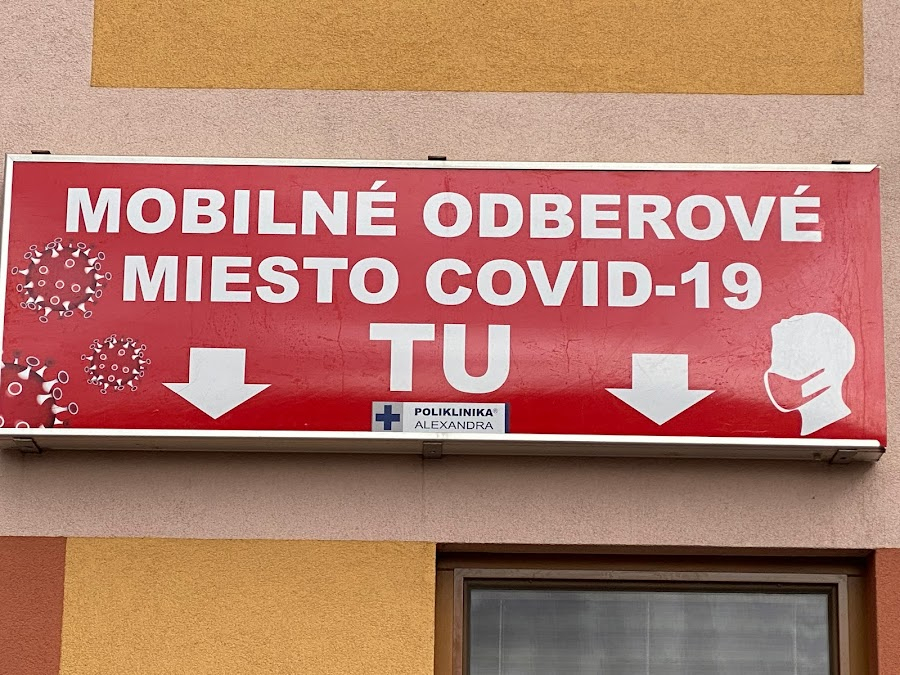 MOBILNÉ ODBEROVÉ
MIESTO COVID-19
TU
POLIKLINIKA®
ALEXANDRA